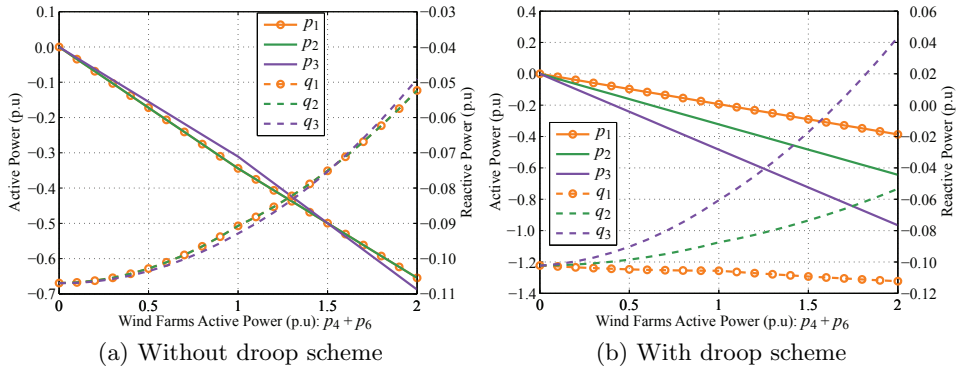 0.0
−0.1
−0.2
−0.3
−0.4
−0.5
−0.6
−0.7
Active Power (p.u)
−0.03
−0.04
−0.05
−0.06
−0.07
−0.08
−0.09
−0.10
−0.11
Reactive Power (p.u)
p1
p2
p3
q1
q2
q3
0 0.5 1.0 1.5 2
Wind Farms Active Power (p.u): p4 + p6
(a) Without droop scheme
0.4
0.2
0.0
−0.2
−0.4
−0.6
−0.8
−1.0
−1.2
−1.4
Active Power (p.u)
0.06
0.04
0.02
0.00
−0.02
−0.04
−0.06
−0.08
−0.10
−0.12
Reactive Power (p.u)
p1
p2
p3
q1
q2
q3
0 0.5 1.0 1.5 2
Wind Farms Active Power (p.u): p4 + p6
(b) With droop scheme